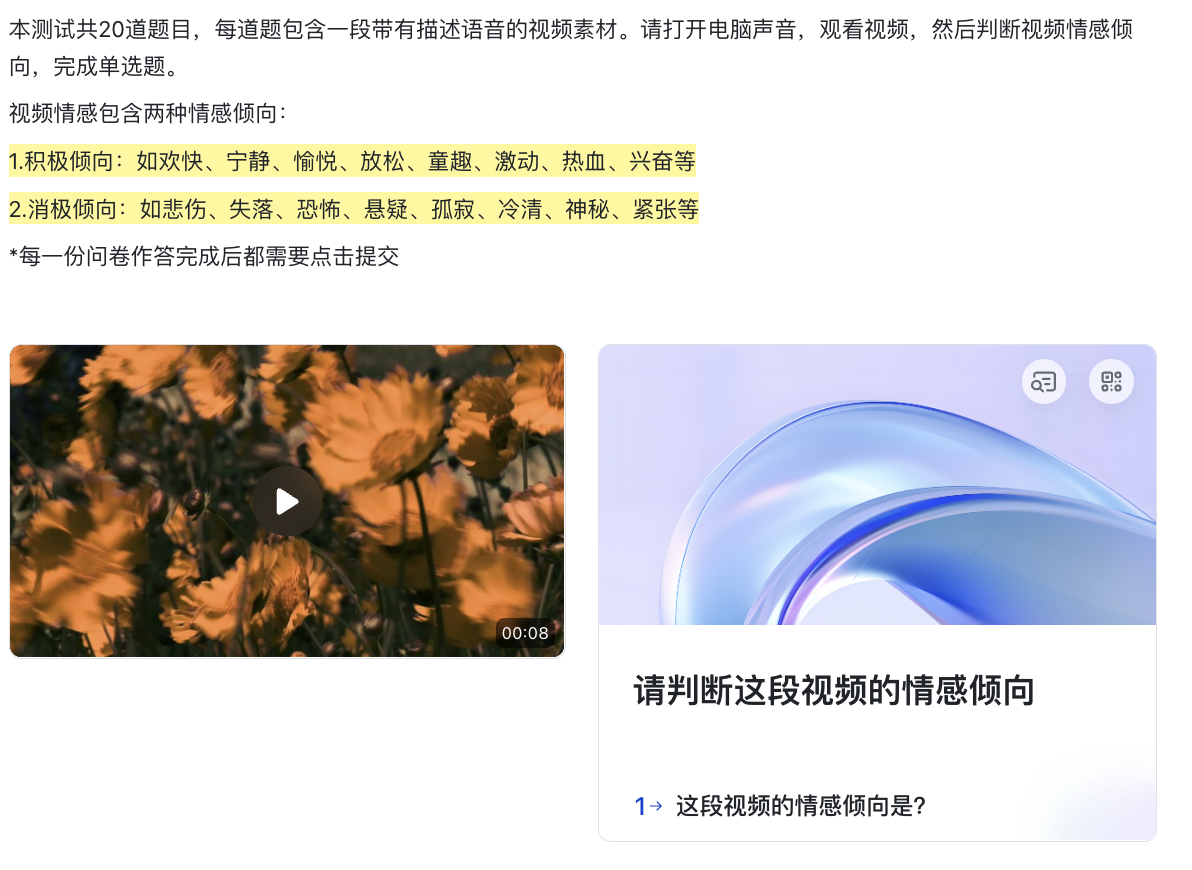 本测试共20道题目，每道题包含一段带有描述语音的视频素材。请打开电脑声音，观看视频，然后判断视频情感倾
向，完成单选题。
视频情感包含两种情感倾向：
1.积极倾向：如欢快、宁静、愉悦、放松、童趣、激动、热血、兴奋等
2.消极倾向：如悲伤、失落、恐怖、悬疑、孤寂、冷清、神秘、紧张等
*每一份问卷作答完成后都需要点击提交
00:08
请判断这段视频的情感倾向
1→ 这段视频的情感倾向是?